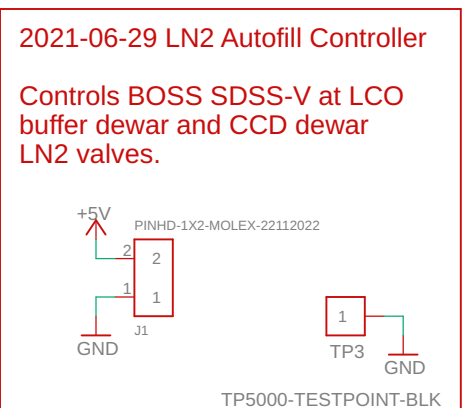 2021-06-29 LN2 Autofill Controller
Controls BOSS SDSS-V at LCO
buffer dewar and CCD dewar
LN2 valves.
+5V
PINHD-1X2-MOLEX-22112022
2
2
1
1
J1
GND
1
TP3
GND
TP5000-TESTPOINT-BLK